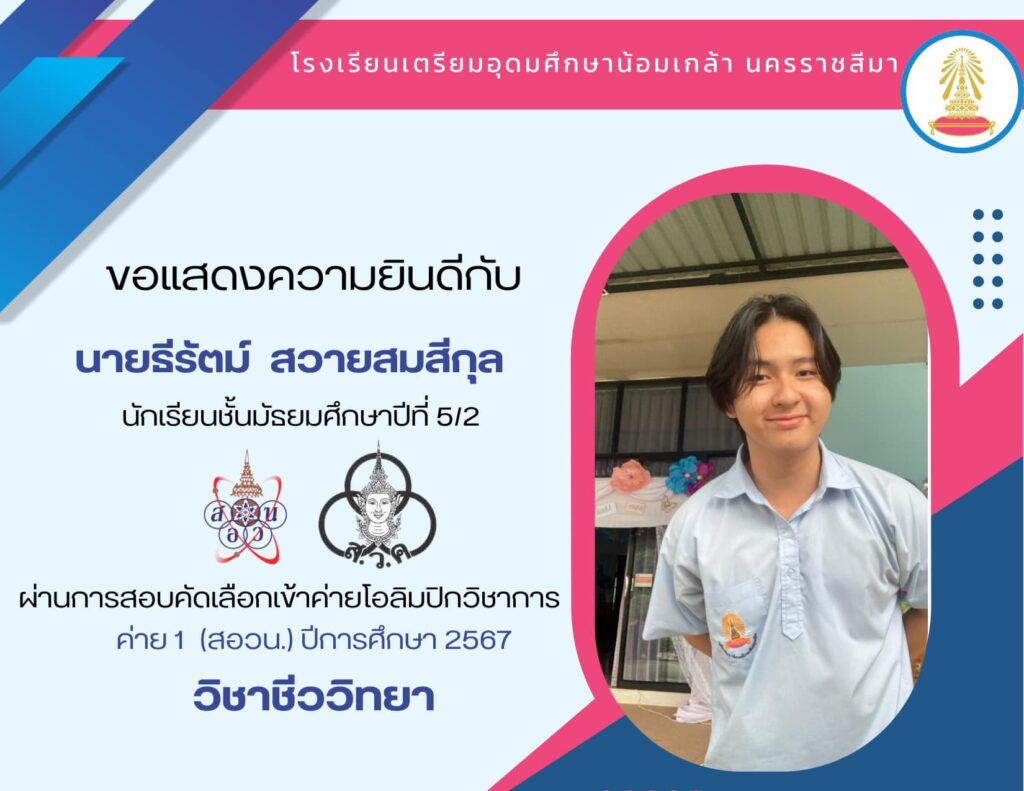 โรงเรียนเตรียมอุดมศึกษาน้อมเกล้า นครราชสีมา
ขอแสดงความยินดีกับ
นายธีรัตม์ สวายสมสีกุล
นักเรียนชั้นมัธยมศึกษาปีที่ 5/2
ส อ ว น
ส.ว.ค
ผ่านการสอบคัดเลือกเข้าค่ายโอลิมปิกวิชาการ
ค่าย 1 (สอวน.) ปีการศึกษา 2567
วิชาชีววิทยา